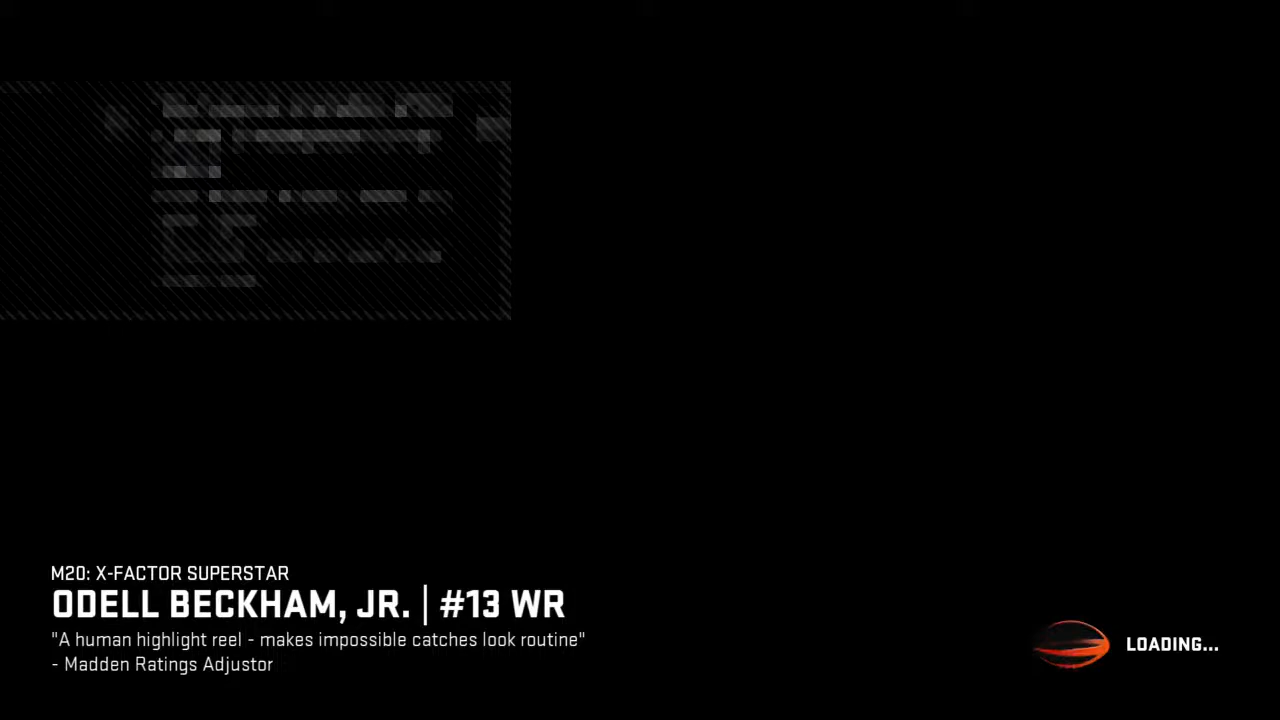 M20: X-FACTOR SUPERSTAR
ODELL BECKHAM, JR. | #13 WR
"A human highlight reel - makes impossible catches look routine"
- Madden Ratings Adjustor
LOADING...